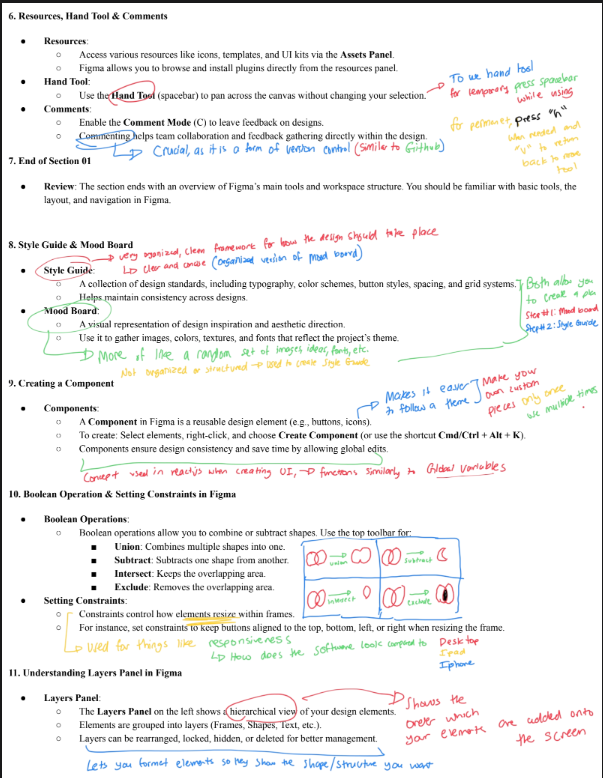 6. Resources, Hand Tool & Comments
• Resources:
○ Access various resources like icons, templates, and UI kits via the Assets Panel.
○ Figma allows you to browse and install plugins directly from the resources panel.
• Hand Tool:
○ Use the Hand Tool (spacebar) to pan across the canvas without changing your selection.
To use hand tool
for temporary press spacebar
while using
for permanet, press "h"
when needed and
"v" to return
back to move
tool
• Comments:
○ Enable the Comment Mode (C) to leave feedback on designs.
○ Commenting helps team collaboration and feedback gathering directly within the design.
Crucial, as it is a form of version control (Similar to Github)
7. End of Section 01
• Review: The section ends with an overview of Figma's main tools and workspace structure. You should be familiar with basic tools, the
layout, and navigation in Figma.
8. Style Guide & Mood Board
very organized, clean framework for how the design should take place
Clear and concise (organized version of mood board)
• Style Guide:
○ A collection of design standards, including typography, color schemes, button styles, spacing, and grid systems.
○ Helps maintain consistency across designs.
Both allow you
to create a plan
Step #1: Mood board
Step #2: Style Guide
• Mood Board:
○ A visual representation of design inspiration and aesthetic direction.
○ Use it to gather images, colors, textures, and fonts that reflect the project's theme.
More of like a random set of images, ideas, fonts, etc.
Not organized or structured → used to create Style Guide
9. Creating a Component
Makes it easier
to follow a theme
Make your
own custom
pieces only once
use multiple times
• Components:
○ A Component in Figma is a reusable design element (e.g., buttons, icons).
○ To create: Select elements, right-click, and choose Create Component (or use the shortcut Cmd/Ctrl + Alt + K).
○ Components ensure design consistency and save time by allowing global edits.
Concept used in reactjs when creating UI, → functions similarly to Global Variables
10. Boolean Operation & Setting Constraints in Figma
• Boolean Operations:
○ Boolean operations allow you to combine or subtract shapes. Use the top toolbar for:
■ Union: Combines multiple shapes into one.
■ Subtract: Subtracts one shape from another.
■ Intersect: Keeps the overlapping area.
■ Exclude: Removes the overlapping area.
union
Subtract
intersect
Exclude
• Setting Constraints:
○ Constraints control how elements resize within frames.
○ For instance, set constraints to keep buttons aligned to the top, bottom, left, or right when resizing the frame.
Used for things like responsiveness
How does the software look compared to Desktop
Ipad
Iphone
11. Understanding Layers Panel in Figma
• Layers Panel:
○ The Layers Panel on the left shows a hierarchical view of your design elements.
○ Elements are grouped into layers (Frames, Shapes, Text, etc.).
○ Layers can be rearranged, locked, hidden, or deleted for better management.
Shows the
order which
your elements are added onto
the screen
Lets you format elements so they show the shape/structure you want